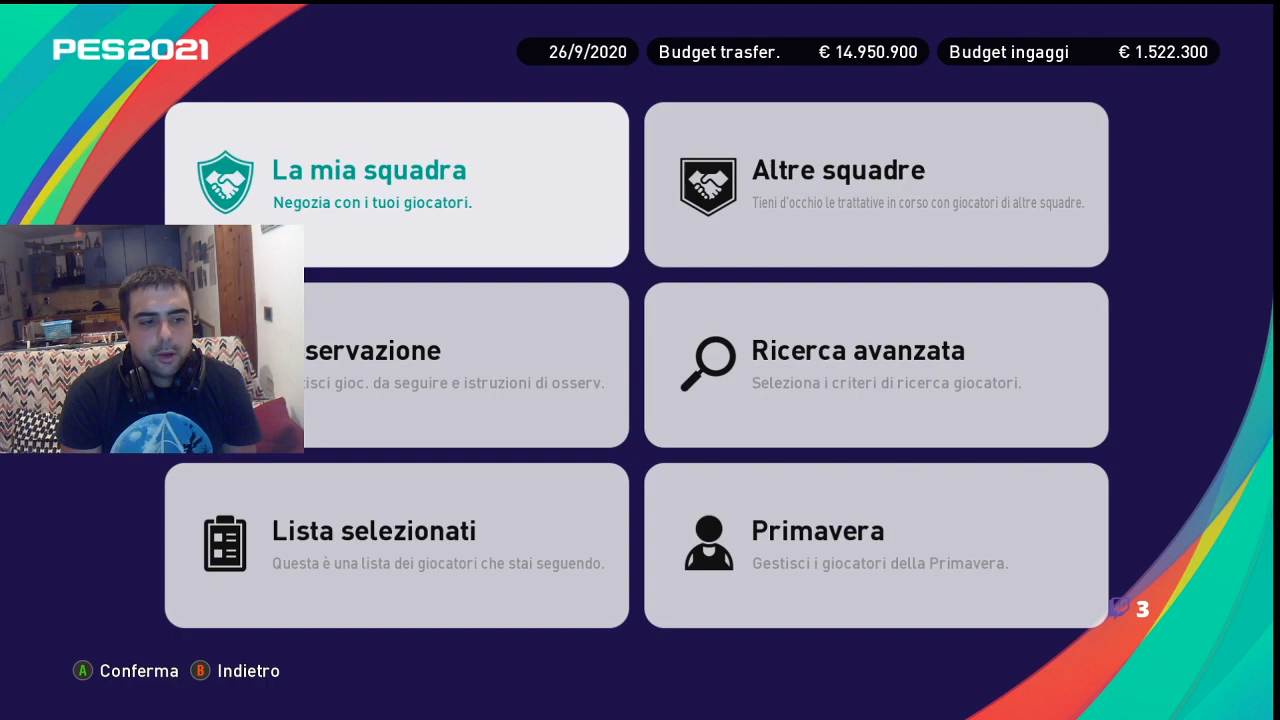 PES2021
26/9/2020 Budget trasfer. € 14.950.900 Budget ingaggi € 1.522.300
La mia squadra
Negozia con i tuoi giocatori.
Altre squadre
Tieni d'occhio le trattative in corso con giocatori di altre squadre.
servazione
isci gioc. da seguire e istruzioni di osserv.
Ricerca avanzata
Seleziona i criteri di ricerca giocatori.
Lista selezionati
Questa è una lista dei giocatori che stai seguendo.
Primavera
Gestisci i giocatori della Primavera.
3
A Conferma B Indietro